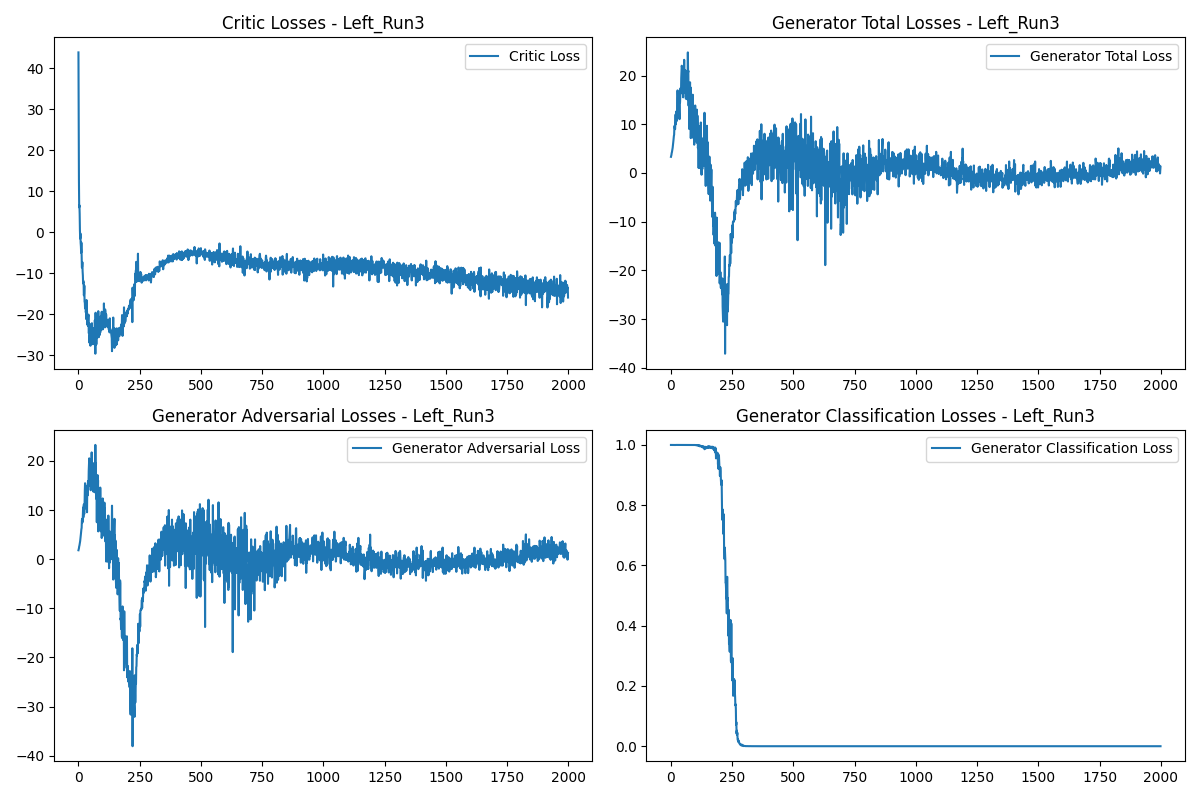 Critic Losses - Left_Run3
Critic Loss
40
30
20
10
0
−10
−20
−30
0 250 500 750 1000 1250 1500 1750 2000
Generator Total Losses - Left_Run3
Generator Total Loss
20
10
0
−10
−20
−30
−40
0 250 500 750 1000 1250 1500 1750 2000
Generator Adversarial Losses - Left_Run3
Generator Adversarial Loss
20
10
0
−10
−20
−30
−40
0 250 500 750 1000 1250 1500 1750 2000
Generator Classification Losses - Left_Run3
Generator Classification Loss
1.0
0.8
0.6
0.4
0.2
0.0
0 250 500 750 1000 1250 1500 1750 2000